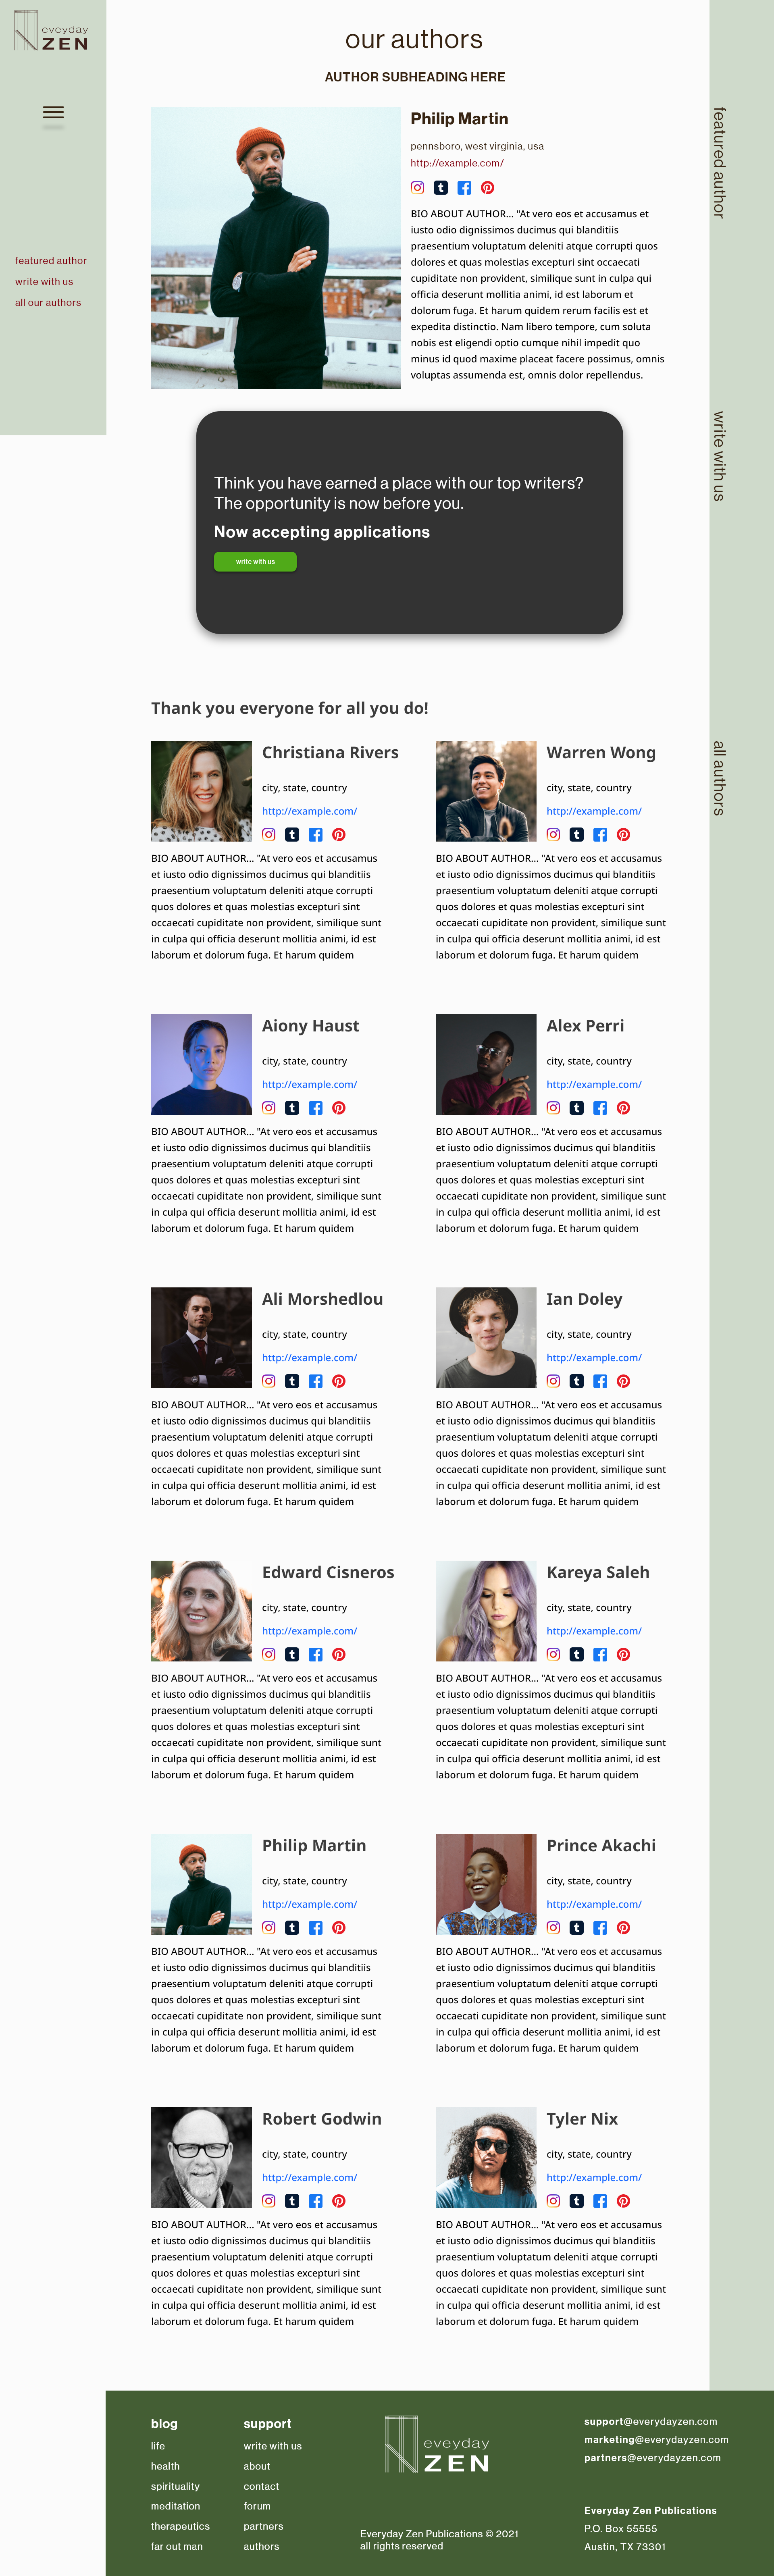 eveyday
ZEN
featured author
write with us
all our authors
our authors
AUTHOR SUBHEADING HERE
Philip Martin
pennsboro, west virginia, usa
http://example.com/
BIO ABOUT AUTHOR... "At vero eos et accusamus et
iusto odio dignissimos ducimus qui blanditiis
praesentium voluptatum deleniti atque corrupti quos
dolores et quas molestias excepturi sint occaecati
cupiditate non provident, similique sunt in culpa qui
officia deserunt mollitia animi, id est laborum et
dolorum fuga. Et harum quidem rerum facilis est et
expedita distinctio. Nam libero tempore, cum soluta
nobis est eligendi optio cumque nihil impedit quo
minus id quod maxime placeat facere possimus, omnis
voluptas assumenda est, omnis dolor repellendus.
featured author
write with us
all authors
Think you have earned a place with our top writers?
The opportunity is now before you.
Now accepting applications
write with us
Thank you everyone for all you do!
Christiana Rivers
city, state, country
http://example.com/
BIO ABOUT AUTHOR... "At vero eos et accusamus
et iusto odio dignissimos ducimus qui blanditiis
praesentium voluptatum deleniti atque corrupti
quos dolores et quas molestias excepturi sint
occaecati cupiditate non provident, similique sunt
in culpa qui officia deserunt mollitia animi, id est
laborum et dolorum fuga. Et harum quidem
Warren Wong
city, state, country
http://example.com/
BIO ABOUT AUTHOR... "At vero eos et accusamus
et iusto odio dignissimos ducimus qui blanditiis
praesentium voluptatum deleniti atque corrupti
quos dolores et quas molestias excepturi sint
occaecati cupiditate non provident, similique sunt
in culpa qui officia deserunt mollitia animi, id est
laborum et dolorum fuga. Et harum quidem
Aiony Haust
city, state, country
http://example.com/
BIO ABOUT AUTHOR... "At vero eos et accusamus
et iusto odio dignissimos ducimus qui blanditiis
praesentium voluptatum deleniti atque corrupti
quos dolores et quas molestias excepturi sint
occaecati cupiditate non provident, similique sunt
in culpa qui officia deserunt mollitia animi, id est
laborum et dolorum fuga. Et harum quidem
Alex Perri
city, state, country
http://example.com/
BIO ABOUT AUTHOR... "At vero eos et accusamus
et iusto odio dignissimos ducimus qui blanditiis
praesentium voluptatum deleniti atque corrupti
quos dolores et quas molestias excepturi sint
occaecati cupiditate non provident, similique sunt
in culpa qui officia deserunt mollitia animi, id est
laborum et dolorum fuga. Et harum quidem
Ali Morshedlou
city, state, country
http://example.com/
BIO ABOUT AUTHOR... "At vero eos et accusamus
et iusto odio dignissimos ducimus qui blanditiis
praesentium voluptatum deleniti atque corrupti
quos dolores et quas molestias excepturi sint
occaecati cupiditate non provident, similique sunt
in culpa qui officia deserunt mollitia animi, id est
laborum et dolorum fuga. Et harum quidem
Ian Doley
city, state, country
http://example.com/
BIO ABOUT AUTHOR... "At vero eos et accusamus
et iusto odio dignissimos ducimus qui blanditiis
praesentium voluptatum deleniti atque corrupti
quos dolores et quas molestias excepturi sint
occaecati cupiditate non provident, similique sunt
in culpa qui officia deserunt mollitia animi, id est
laborum et dolorum fuga. Et harum quidem
Edward Cisneros
city, state, country
http://example.com/
BIO ABOUT AUTHOR... "At vero eos et accusamus
et iusto odio dignissimos ducimus qui blanditiis
praesentium voluptatum deleniti atque corrupti
quos dolores et quas molestias excepturi sint
occaecati cupiditate non provident, similique sunt
in culpa qui officia deserunt mollitia animi, id est
laborum et dolorum fuga. Et harum quidem
Kareya Saleh
city, state, country
http://example.com/
BIO ABOUT AUTHOR... "At vero eos et accusamus
et iusto odio dignissimos ducimus qui blanditiis
praesentium voluptatum deleniti atque corrupti
quos dolores et quas molestias excepturi sint
occaecati cupiditate non provident, similique sunt
in culpa qui officia deserunt mollitia animi, id est
laborum et dolorum fuga. Et harum quidem
Philip Martin
city, state, country
http://example.com/
BIO ABOUT AUTHOR... "At vero eos et accusamus
et iusto odio dignissimos ducimus qui blanditiis
praesentium voluptatum deleniti atque corrupti
quos dolores et quas molestias excepturi sint
occaecati cupiditate non provident, similique sunt
in culpa qui officia deserunt mollitia animi, id est
laborum et dolorum fuga. Et harum quidem
Prince Akachi
city, state, country
http://example.com/
BIO ABOUT AUTHOR... "At vero eos et accusamus
et iusto odio dignissimos ducimus qui blanditiis
praesentium voluptatum deleniti atque corrupti
quos dolores et quas molestias excepturi sint
occaecati cupiditate non provident, similique sunt
in culpa qui officia deserunt mollitia animi, id est
laborum et dolorum fuga. Et harum quidem
Robert Godwin
city, state, country
http://example.com/
BIO ABOUT AUTHOR... "At vero eos et accusamus
et iusto odio dignissimos ducimus qui blanditiis
praesentium voluptatum deleniti atque corrupti
quos dolores et quas molestias excepturi sint
occaecati cupiditate non provident, similique sunt
in culpa qui officia deserunt mollitia animi, id est
laborum et dolorum fuga. Et harum quidem
Tyler Nix
city, state, country
http://example.com/
BIO ABOUT AUTHOR... "At vero eos et accusamus
et iusto odio dignissimos ducimus qui blanditiis
praesentium voluptatum deleniti atque corrupti
quos dolores et quas molestias excepturi sint
occaecati cupiditate non provident, similique sunt
in culpa qui officia deserunt mollitia animi, id est
laborum et dolorum fuga. Et harum quidem
blog
life
health
spirituality
meditation
therapeutics
far out man
support
write with us
about
contact
forum
partners
authors
eveyday
ZEN
Everyday Zen Publications © 2021
all rights reserved
support@everydayzen.com
marketing@everydayzen.com
partners@everydayzen.com
Everyday Zen Publications
P.O. Box 55555
Austin, TX 73301